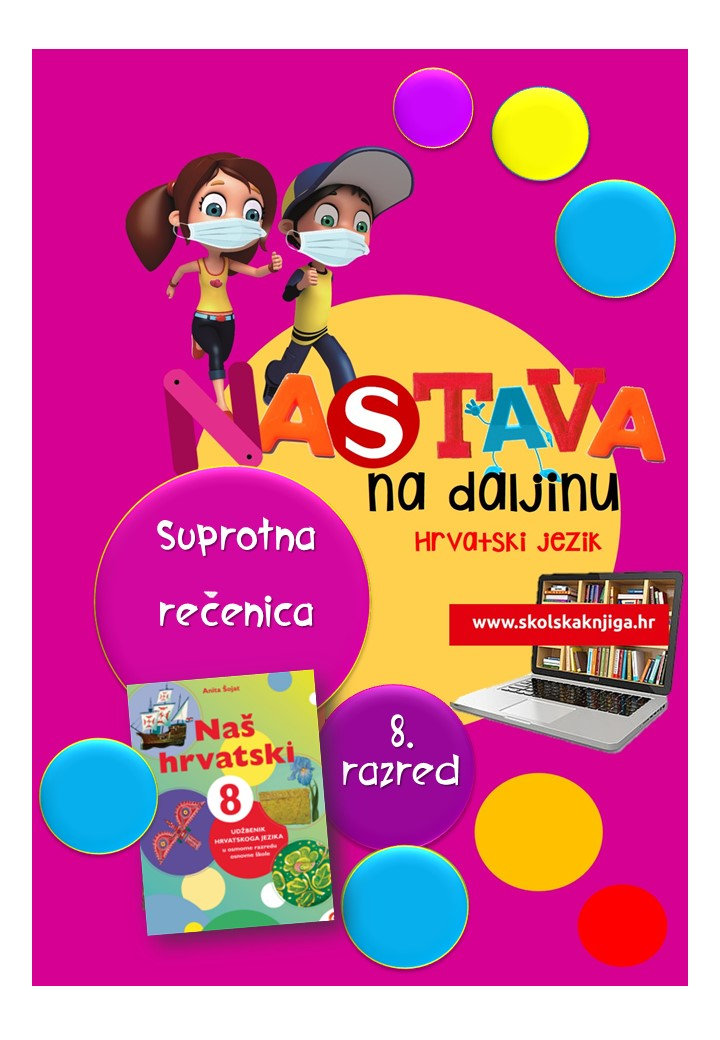 NASTAVA
na daljinu
Hrvatski jezik
Suprotna
rečenica
www.skolskaknjiga.hr
Anita Šojat
Naš
hrvatski
8
UDŽBENIK
HRVATSKOGA JEZIKA
u osmome razredu
osnovne škole
8.
razred